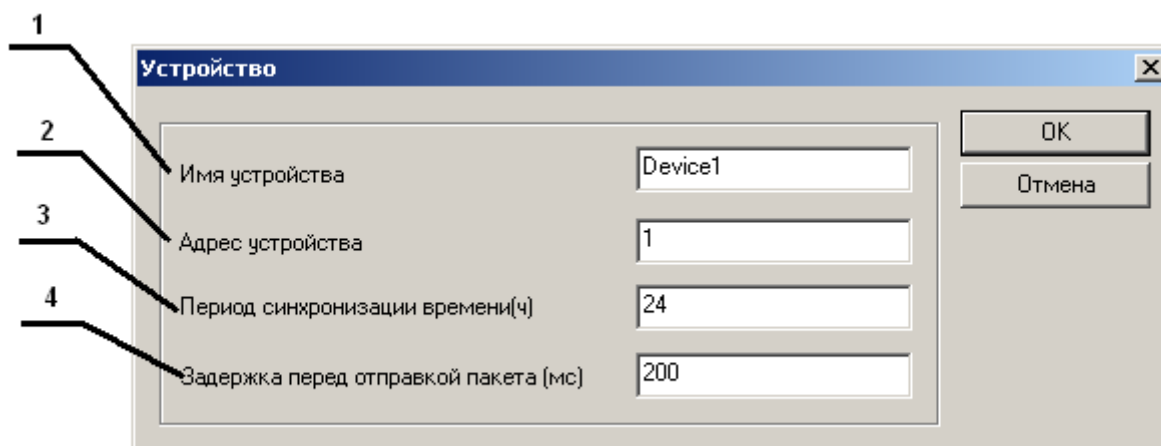 1
Устройство
2
Имя устройства
Device1
OK
Отмена
3
Адрес устройства
1
4
Период синхронизации времени(ч)
24
Задержка перед отправкой пакета (мс)
200